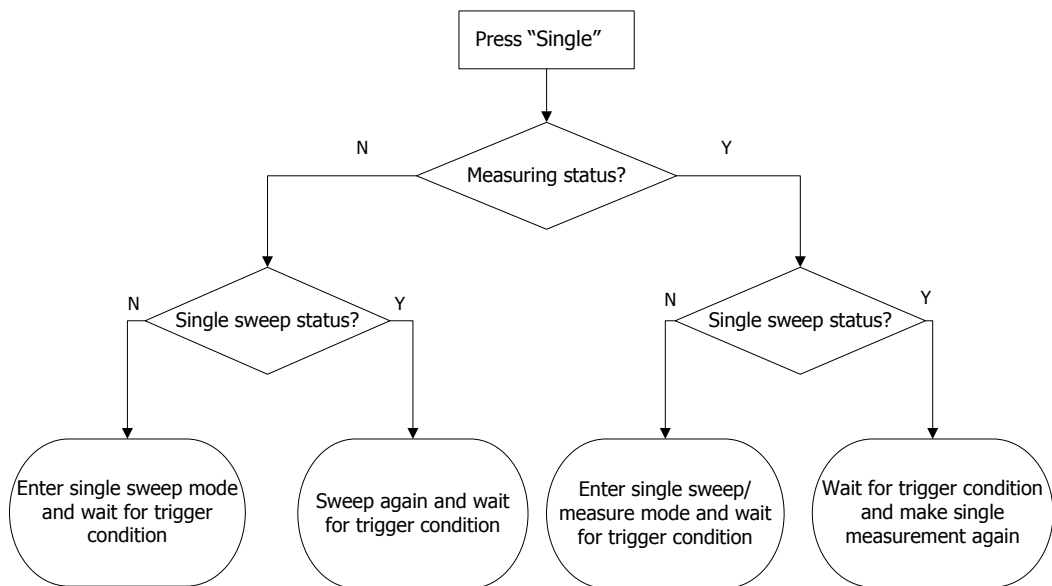 Press “Single”
N
Y
Measuring status?
N
Single sweep status?
Y
N
Single sweep status?
Y
Enter single sweep mode
and wait for trigger
condition
Sweep again and wait
for trigger condition
Enter single sweep/
measure mode and wait
for trigger condition
Wait for trigger condition
and make single
measurement again